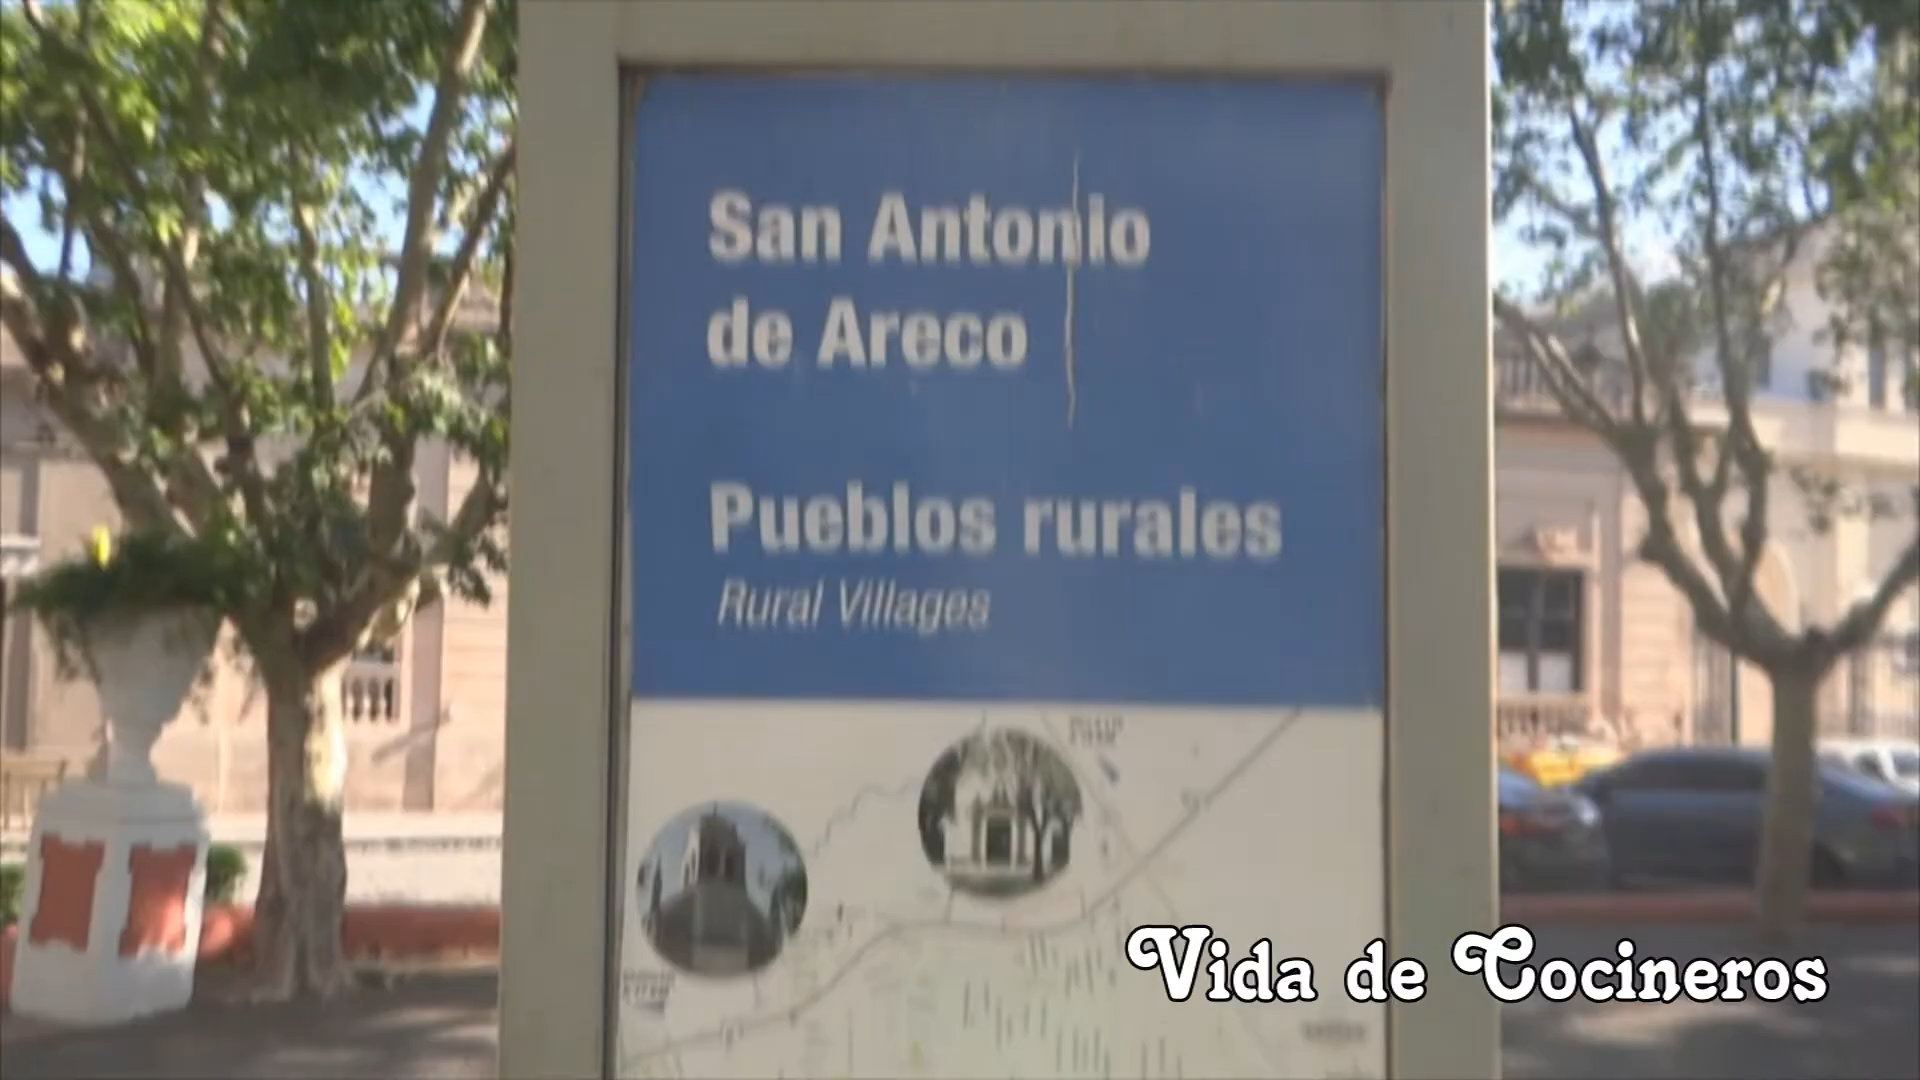 San Antonio
de Areco
Pueblos rurales
Rural Villages
Vida de Cocineros